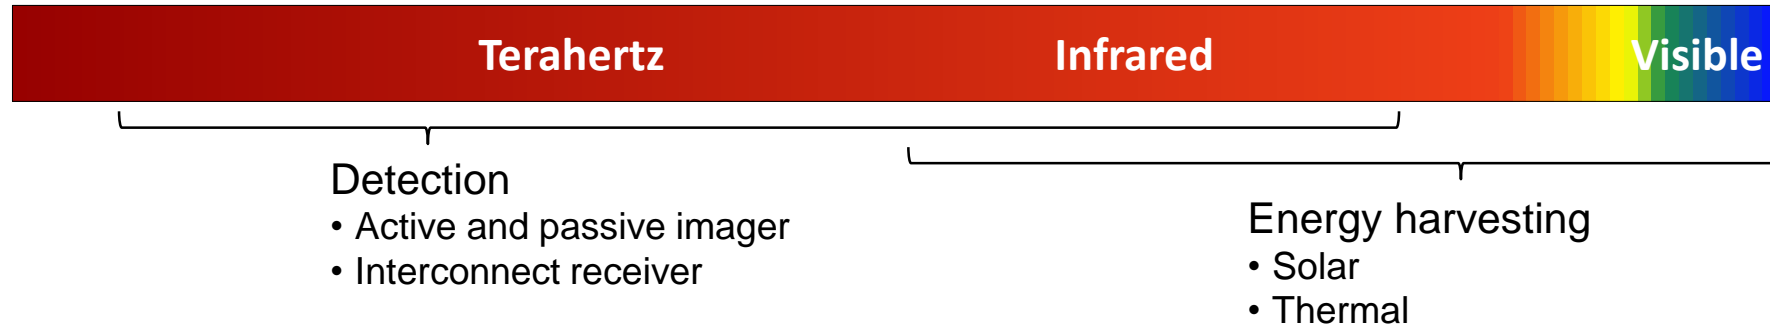 Terahertz Infrared Visible
Detection
• Active and passive imager
• Interconnect receiver
Energy harvesting
• Solar
• Thermal